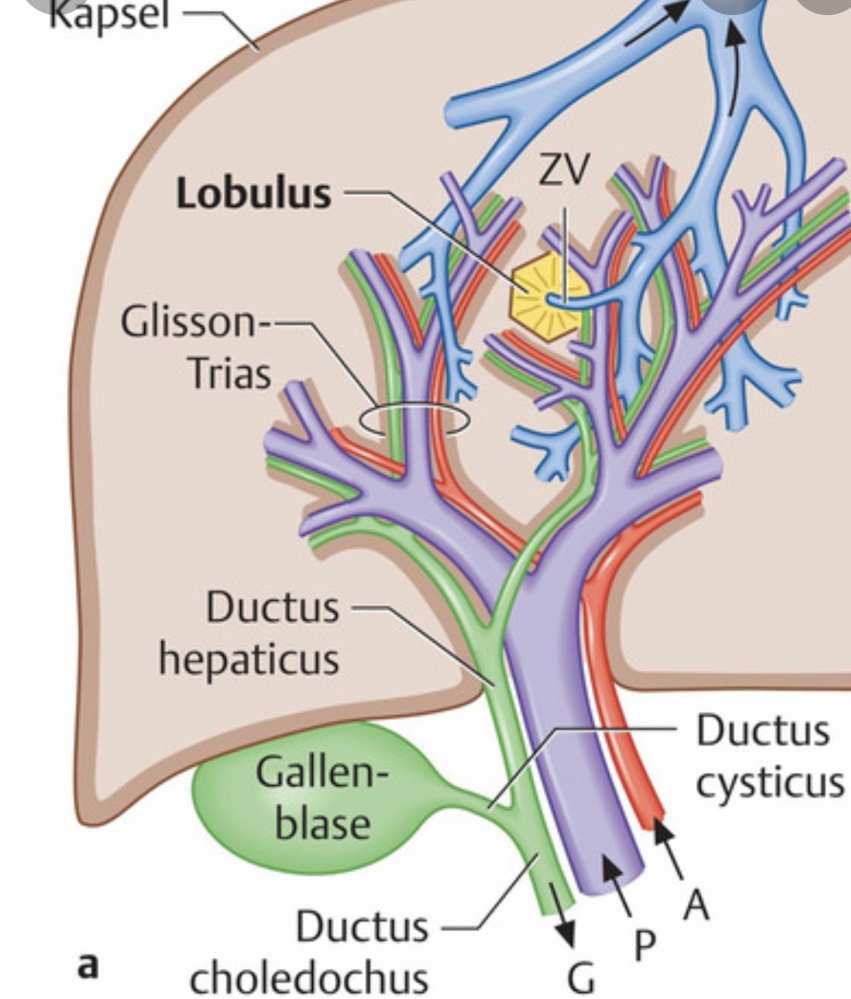 Kapsel
ZV
Lobulus
Glisson-
Trias
Ductus
hepaticus
Ductus
cysticus
Gallen-
blase
A
Ductus
choledochus
P
G
a